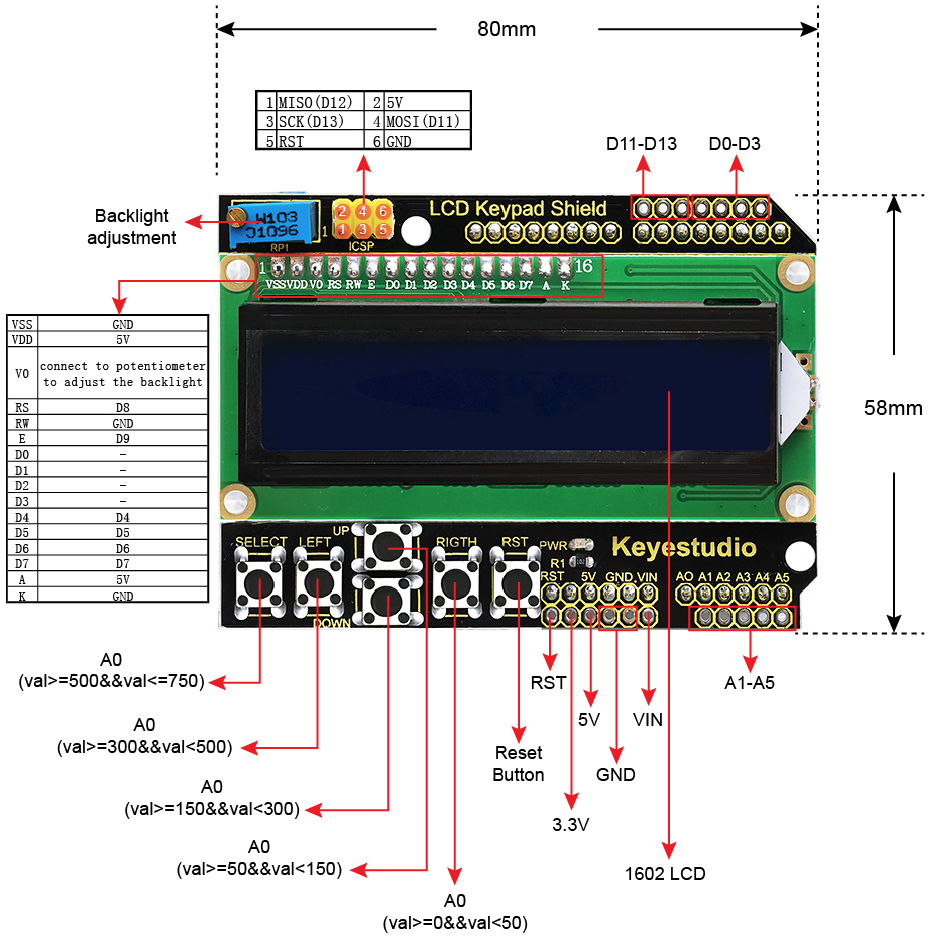 80mm
1 MISO(D12) 2 5V
3 SCK(D13) 4 MOSI(D11)
5 RST 6 GND
D11-D13 D0-D3
Backlight
adjustment
W103
J1096
RP1
1
2 4 6
1 3 5
ICSP
LCD Keypad Shield
1 16
VSS VDD V0 RS RW E D0 D1 D2 D3 D4 D5 D6 D7 A K
VSS GND
VDD 5V
V0 connect to potentiometer
to adjust the backlight
RS D8
RW GND
E D9
D0 -
D1 -
D2 -
D3 -
D4 D4
D5 D5
D6 D6
D7 D7
A 5V
K GND
58mm
SELECT LEFT UP RIGTH RST
DOWN
PWR
R1
102
Keyestudio
RST 5V GND VIN
A0 A1 A2 A3 A4 A5
A0
(val>=500&&val<=750)
A0
(val>=300&&val<500)
A0
(val>=150&&val<300)
A0
(val>=50&&val<150)
A0
(val>=0&&val<50)
Reset
Button
RST
5V
VIN
GND
3.3V
A1-A5
1602 LCD